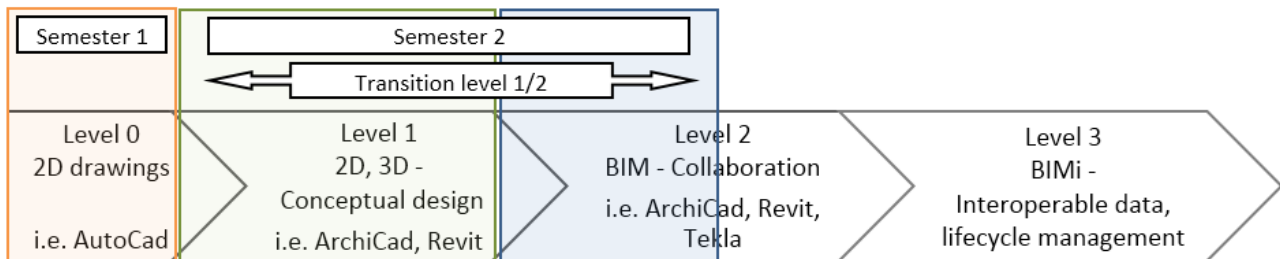 Semester 1
Semester 2
Transition level 1/2
Level 0
2D drawings
i.e. AutoCad
Level 1
2D, 3D -
Conceptual design
i.e. ArchiCad, Revit
Level 2
BIM - Collaboration
i.e. ArchiCad, Revit,
Tekla
Level 3
BIMi -
Interoperable data,
lifecycle management